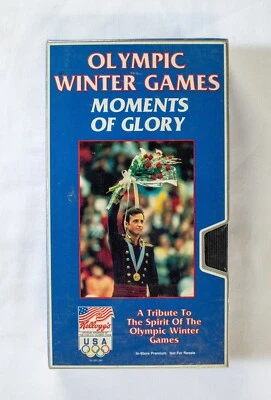 OLYMPIC
WINTER GAMES
MOMENTS
OF GLORY
Kellogg's
USA
A Tribute To
The Spirit Of The
Olympic Winter
Games
In-Store Premium Not For Resale